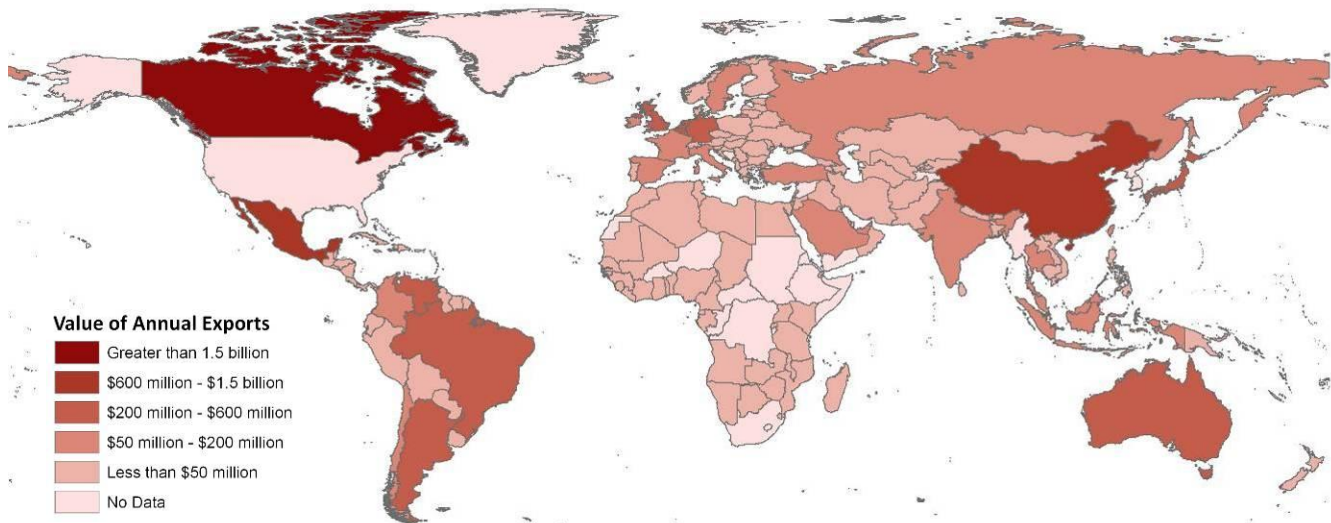 Value of Annual Exports
Greater than 1.5 billion
$600 million - $1.5 billion
$200 million - $600 million
$50 million - $200 million
Less than $50 million
No Data